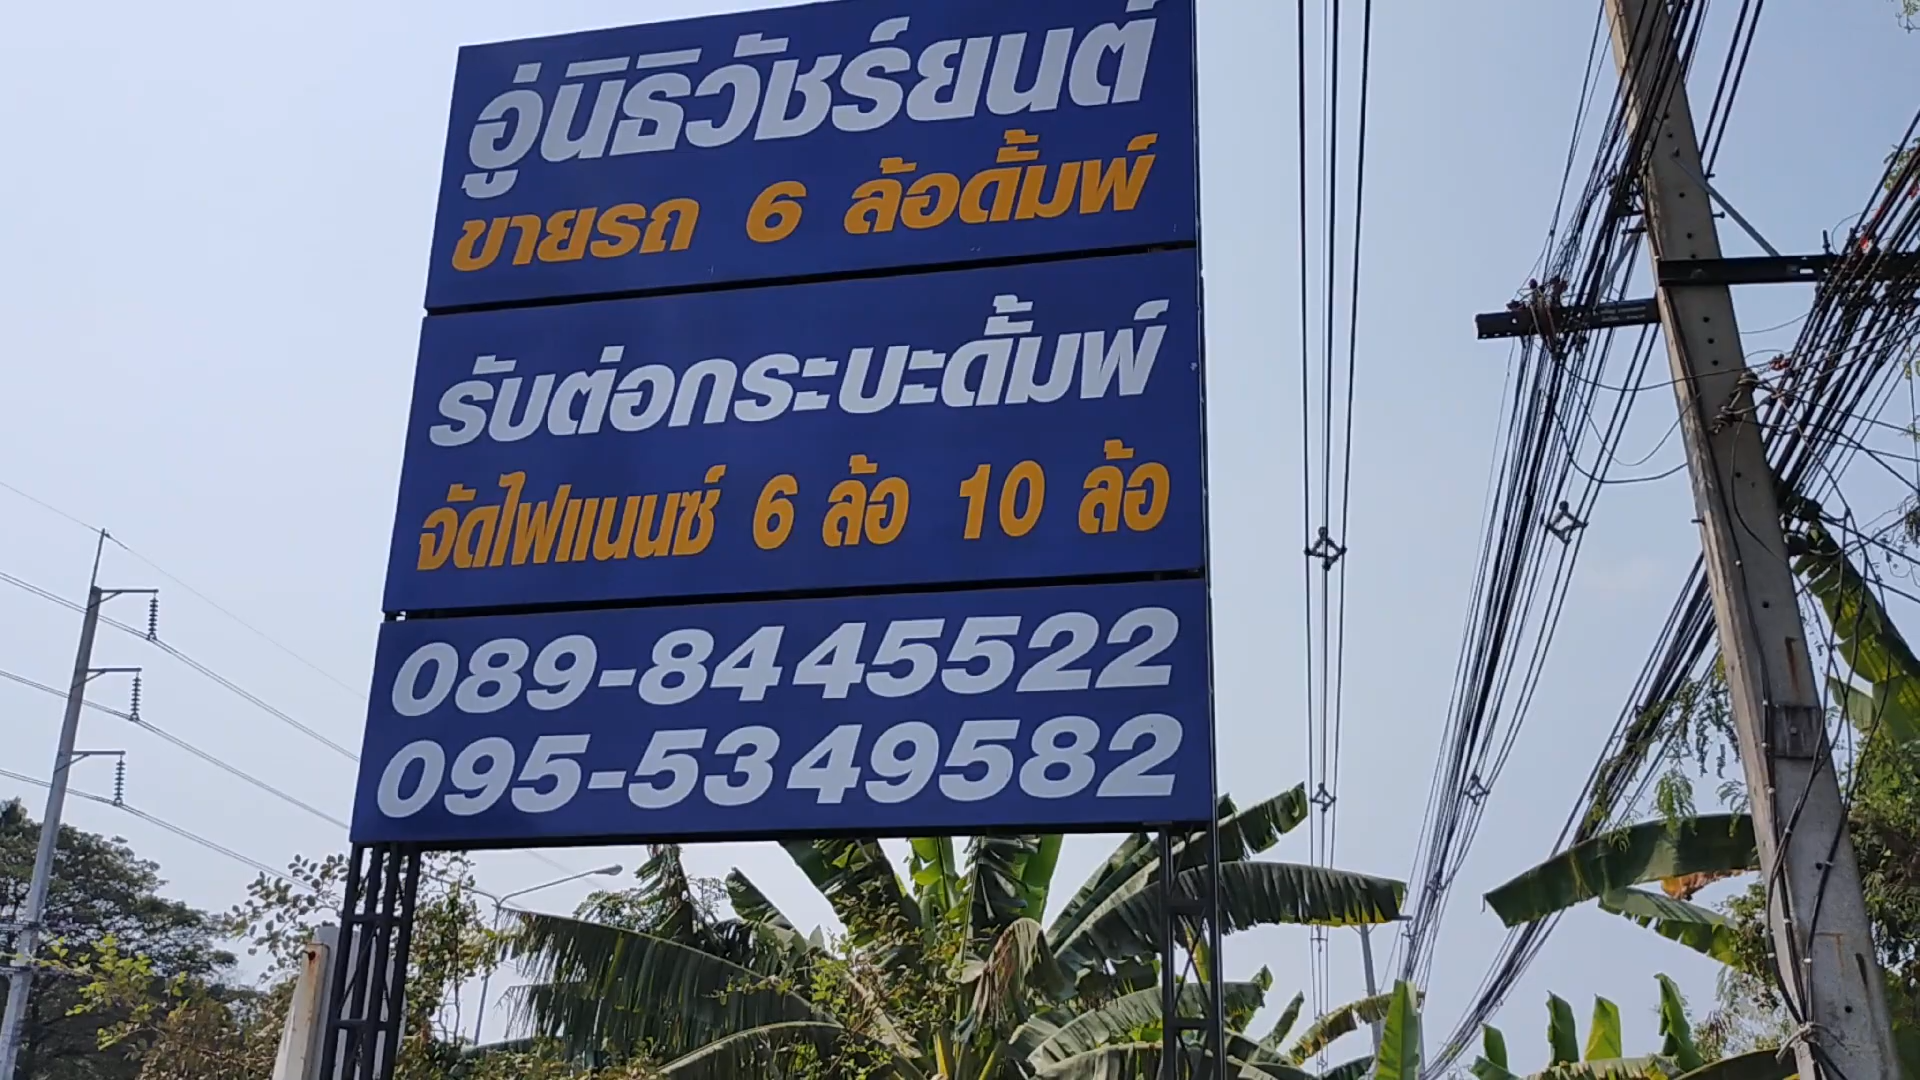 อู่นิธิวัชร์ยนต์
ขายรถ 6 ล้อดั้มพ์
รับต่อกระบะดั้มพ์
จัดไฟแนนซ์ 6 ล้อ 10 ล้อ
089-8445522
095-5349582